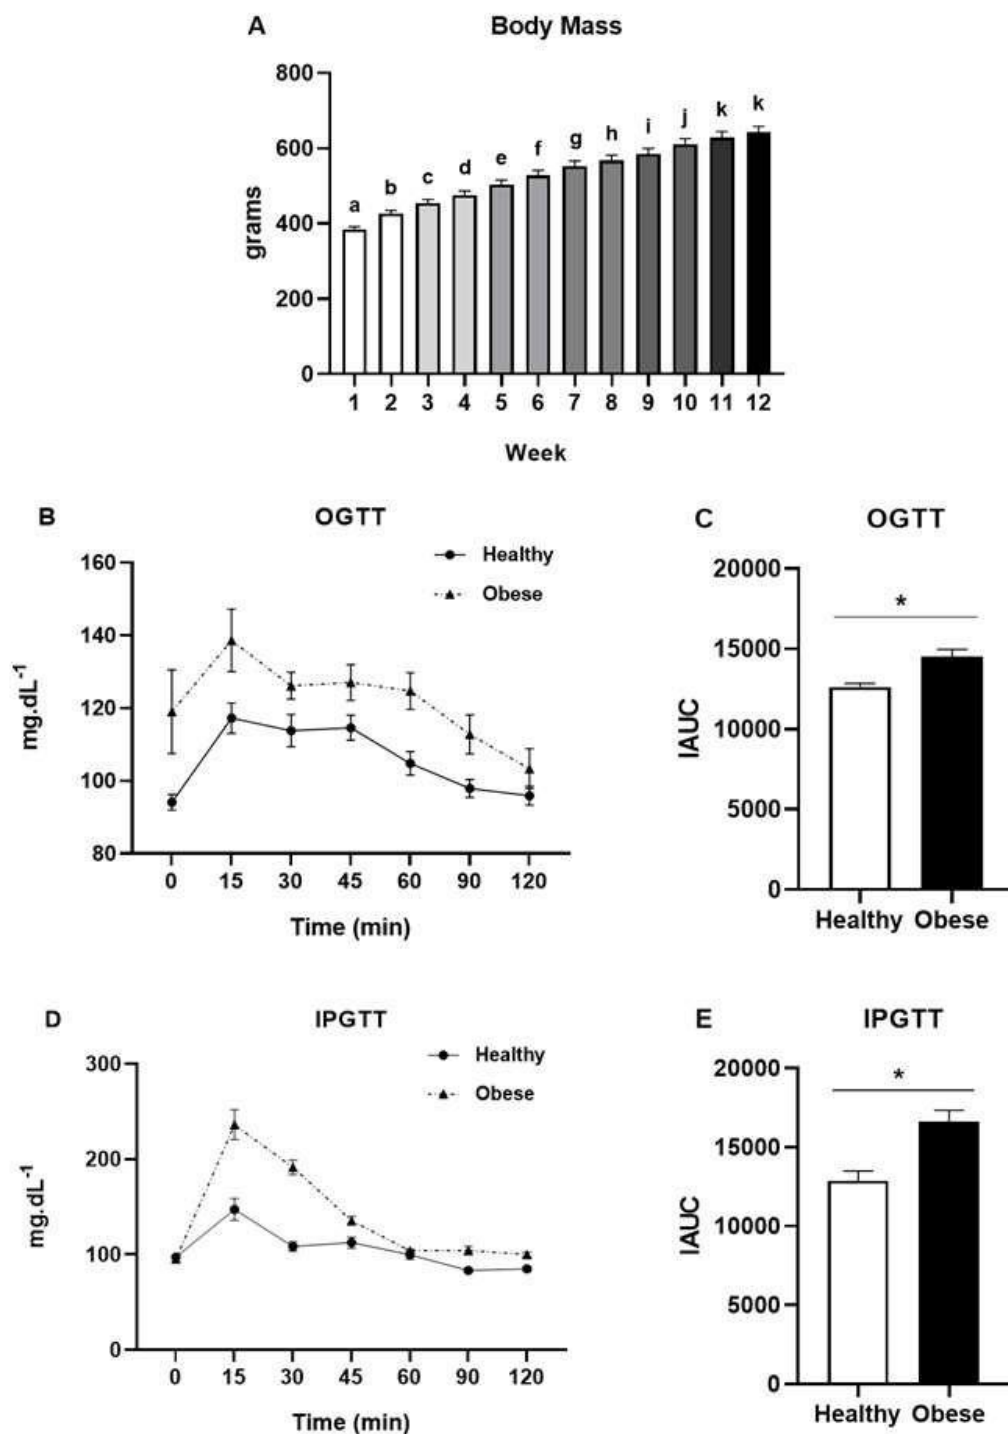 A Body Mass
800
600
400
200
0
grams
a b c d e f g h i j k k
1 2 3 4 5 6 7 8 9 10 11 12
Week
B OGTT
Healthy
Obese
160
140
120
100
80
mg.dL-1
0 15 30 45 60 90 120
Time (min)
C OGTT
20000
15000
10000
5000
0
IAUC
*
Healthy Obese
D IPGTT
Healthy
Obese
300
200
100
0
mg.dL-1
0 15 30 45 60 90 120
Time (min)
E IPGTT
20000
15000
10000
5000
0
IAUC
*
Healthy Obese